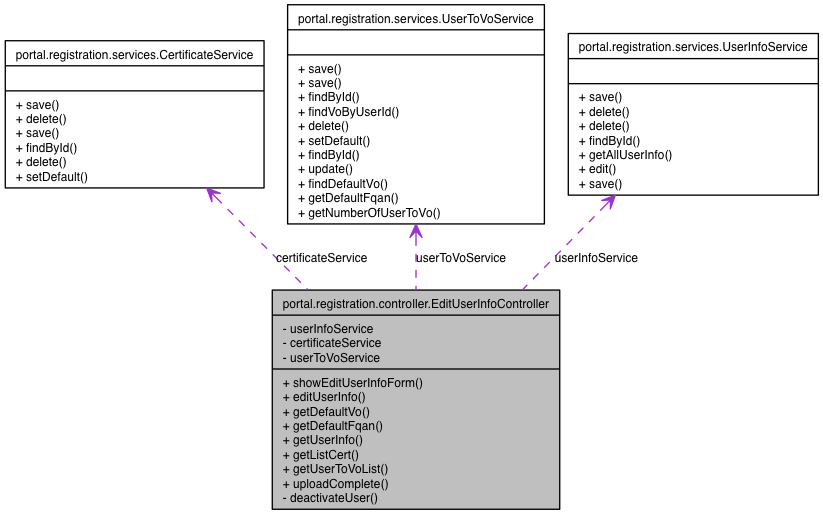 portal.registration.services.CertificateService
+ save()
+ delete()
+ save()
+ findById()
+ delete()
+ setDefault()
portal.registration.services.UserToVoService
+ save()
+ save()
+ findById()
+ findVoByUserId()
+ delete()
+ setDefault()
+ findById()
+ update()
+ findDefaultVo()
+ getDefaultFqan()
+ getNumberOfUserToVo()
portal.registration.services.UserInfoService
+ save()
+ delete()
+ delete()
+ findById()
+ getAllUserInfo()
+ edit()
+ save()
certificateService
userToVoService
userInfoService
portal.registration.controller.EditUserInfoController
- userInfoService
- certificateService
- userToVoService
+ showEditUserInfoForm()
+ editUserInfo()
+ getDefaultVo()
+ getDefaultFqan()
+ getUserInfo()
+ getListCert()
+ getUserToVoList()
+ uploadComplete()
- deactivateUser()